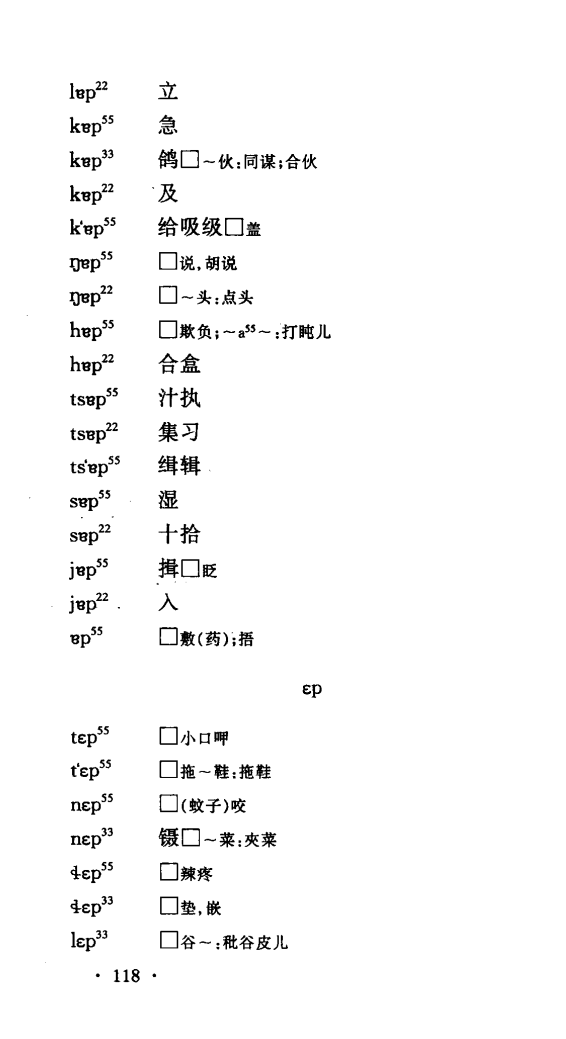 lɐp²² 立
kɐp⁵⁵ 急
kɐp³³ 鸽□~伙:同谋;合伙
kɐp²² 及
k‘ɐp⁵⁵ 给吸级□盖
ŋɐp⁵⁵ □说,胡说
ŋɐp²² □~头:点头
hɐp⁵⁵ □欺负;~a⁵⁵~:打盹儿
hɐp²² 合盒
tsɐp⁵⁵ 汁执
tsɐp²² 集习
ts‘ɐp⁵⁵ 缉辑
sɐp⁵⁵ 湿
sɐp²² 十拾
jɐp⁵⁵ 揖□眨
jɐp²² 入
ɐp⁵⁵ □敷(药);捂
ɛp
tɛp⁵⁵ □小口呷
t‘ɛp⁵⁵ □拖~鞋:拖鞋
nɛp⁵⁵ □(蚊子)咬
nɛp³³ 镊□~菜:夹菜
ɬɛp⁵⁵ □辣疼
ɬɛp³³ □垫,嵌
lɛp³³ □谷~:秕谷皮儿
· 118 ·